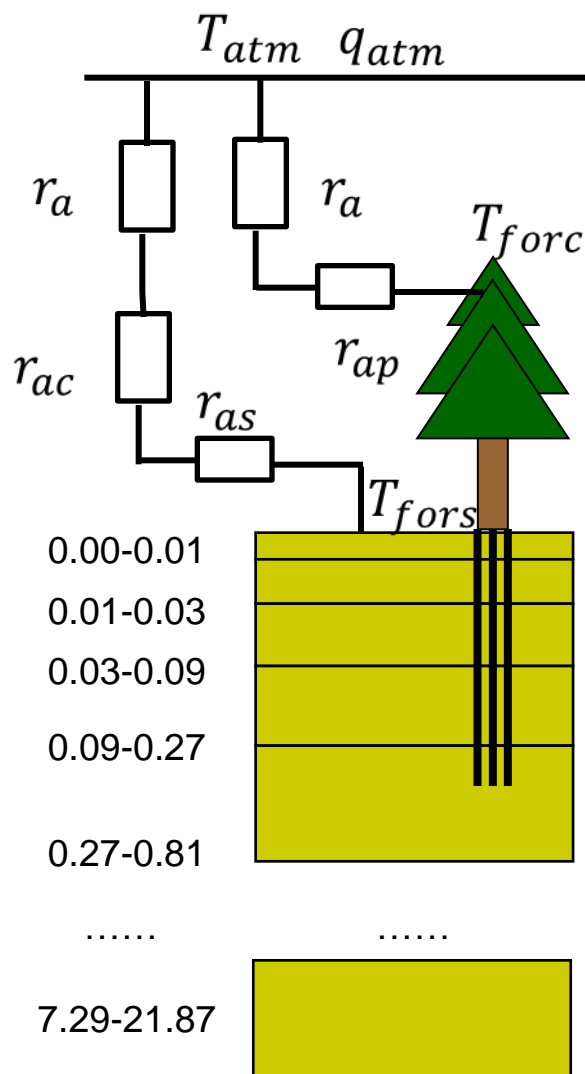 T_atm q_atm
r_a r_a
T_forc
r_ac r_ap
r_as
T_fors
0.00-0.01
0.01-0.03
0.03-0.09
0.09-0.27
0.27-0.81
...... ......
7.29-21.87